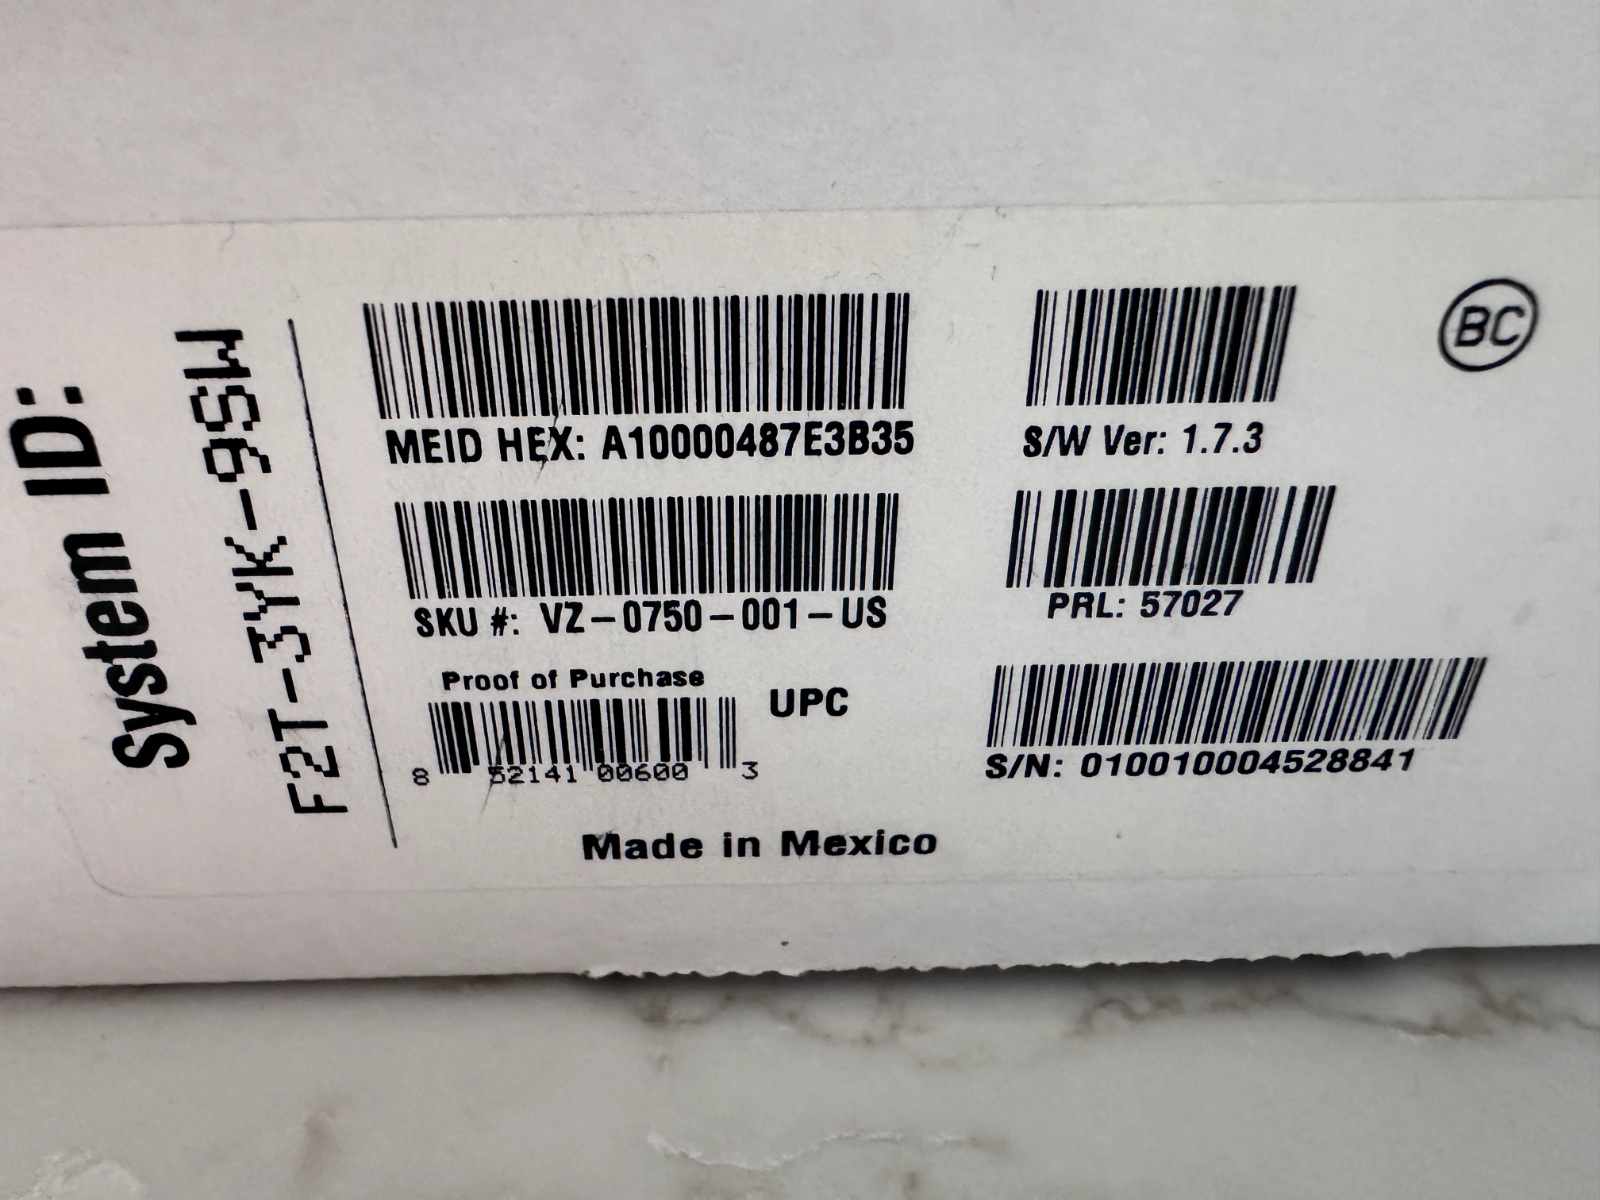 System ID:
F2T-3YK-9SW
MEID HEX: A10000487E3B35
SKU #: VZ-0750-001-US
Proof of Purchase
UPC
8 52141 00600 3
Made in Mexico
S/W Ver: 1.7.3
PRL: 57027
S/N: 010010004528841
BC